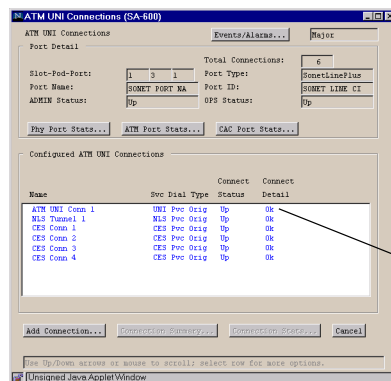 ATM UNI Connections (SA-600)
ATM UNI Connections Events/Alarms... Major
Port Detail
Total Connections: 6
Slot-Pod-Port: 1 3 1 Port Type: SonetLinePlus
Port Name: SONET PORT NA Port ID: SONET LINE CI
ADMIN Status: Up OPS Status: Up
Phy Port Stats... ATM Port Stats... CAC Port Stats...
Configured ATM UNI Connections
Connect Connect
Name Svc Dial Type Status Detail
ATM UNI Conn 1 UNI Pvc Orig Up Ok
NLS Tunnel 1 NLS Pvc Orig Up Ok
CES Conn 1 CES Pvc Orig Up Ok
CES Conn 2 CES Pvc Orig Up Ok
CES Conn 3 CES Pvc Orig Up Ok
CES Conn 4 CES Pvc Orig Up Ok
Add Connection... Connection Summary... Connection Stats... Cancel
Use Up/Down arrows or mouse to scroll; select row for more options.
Unsigned Java Applet Window